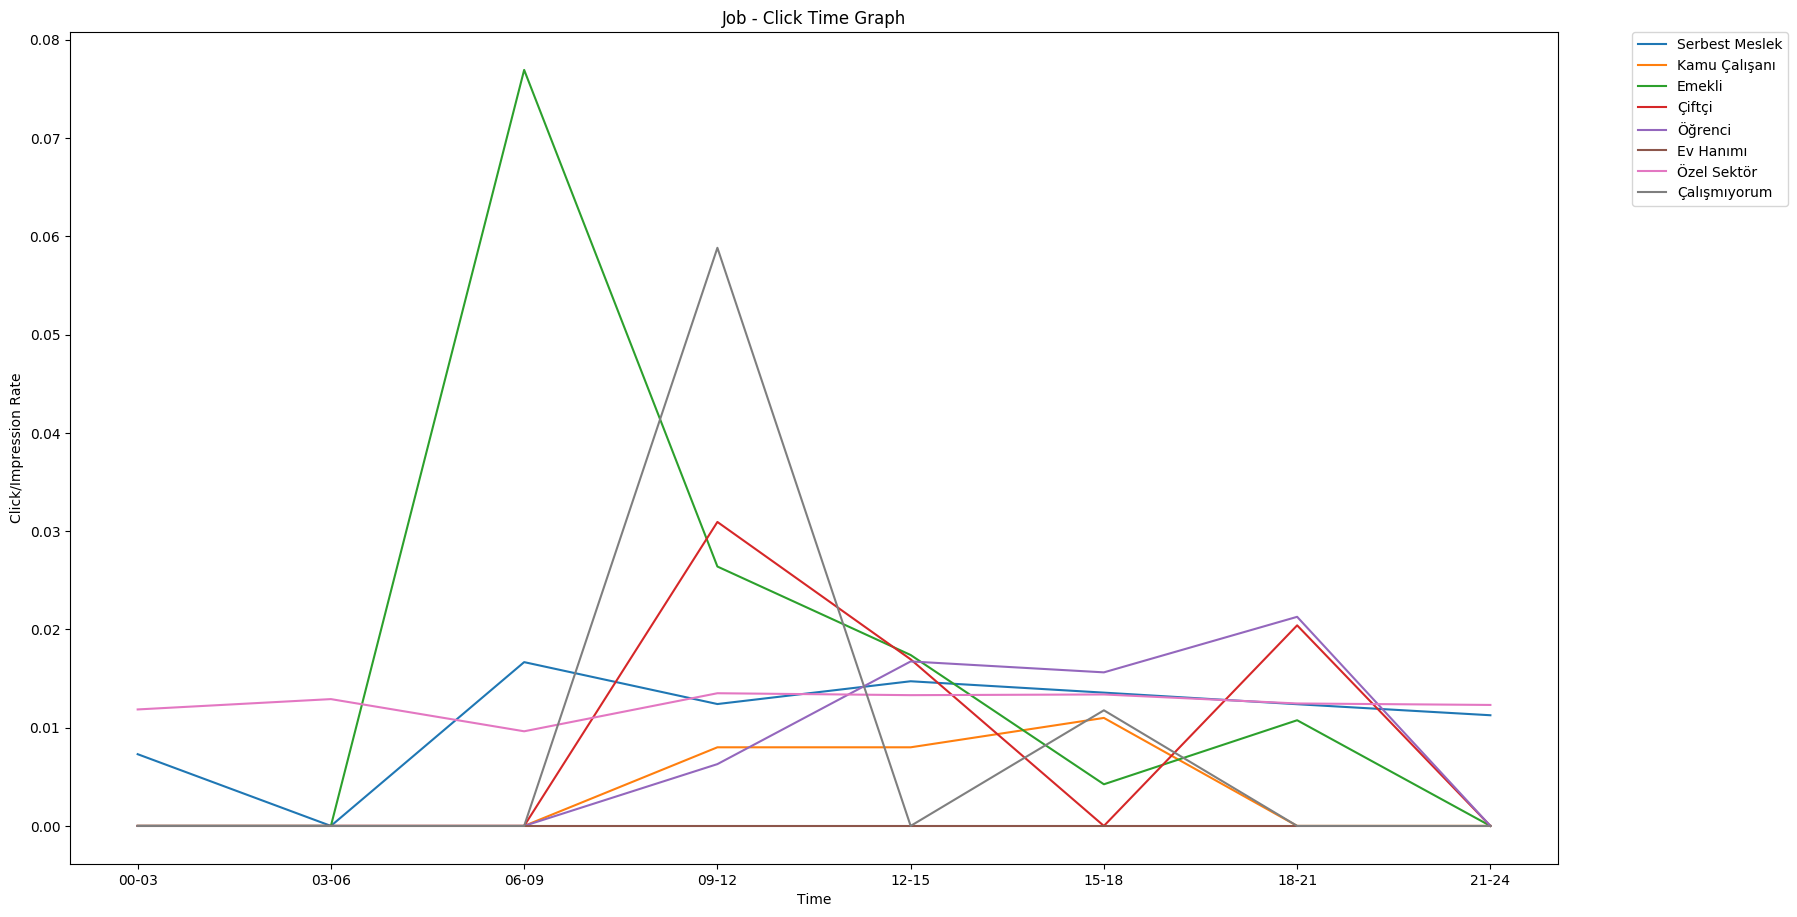 Job - Click Time Graph
Serbest Meslek
Kamu Çalışanı
Emekli
Çiftçi
Öğrenci
Ev Hanımı
Özel Sektör
Çalışmıyorum
Click/Impression Rate
0.08
0.07
0.06
0.05
0.04
0.03
0.02
0.01
0.00
00-03 03-06 06-09 09-12 12-15 15-18 18-21 21-24
Time